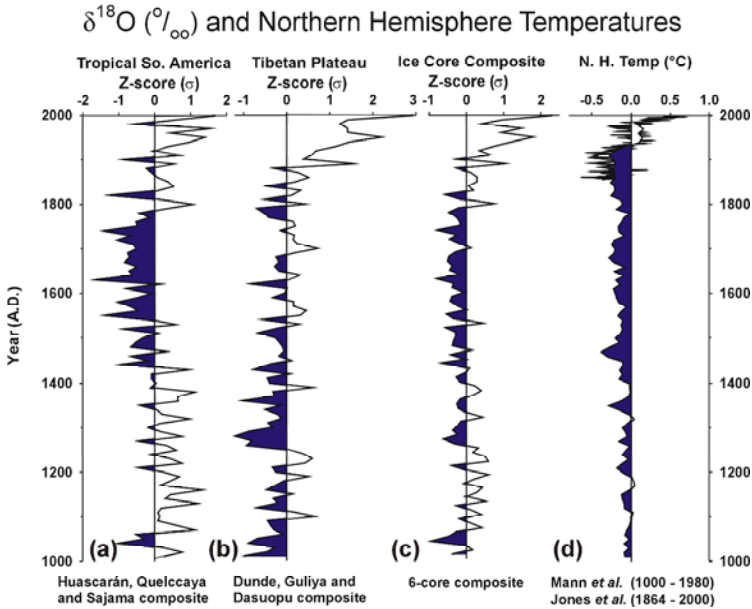 δ18O (o/oo) and Northern Hemisphere Temperatures
Tropical So. America Tibetan Plateau Ice Core Composite N. H. Temp (°C)
Z-score (σ) Z-score (σ) Z-score (σ)
-2 -1 0 1 2 -1 0 1 2 3 -1 0 1 2 -0.5 0.0 0.5 1.0
2000 2000
1800 1800
1600 1600
Year (A.D.)
1400 1400
1200 1200
1000 1000
(a) (b) (c) (d)
Huascarán, Quelccaya Dunde, Guliya and 6-core composite Mann et al. (1000 - 1980)
and Sajama composite Dasuopu composite Jones et al. (1864 - 2000)